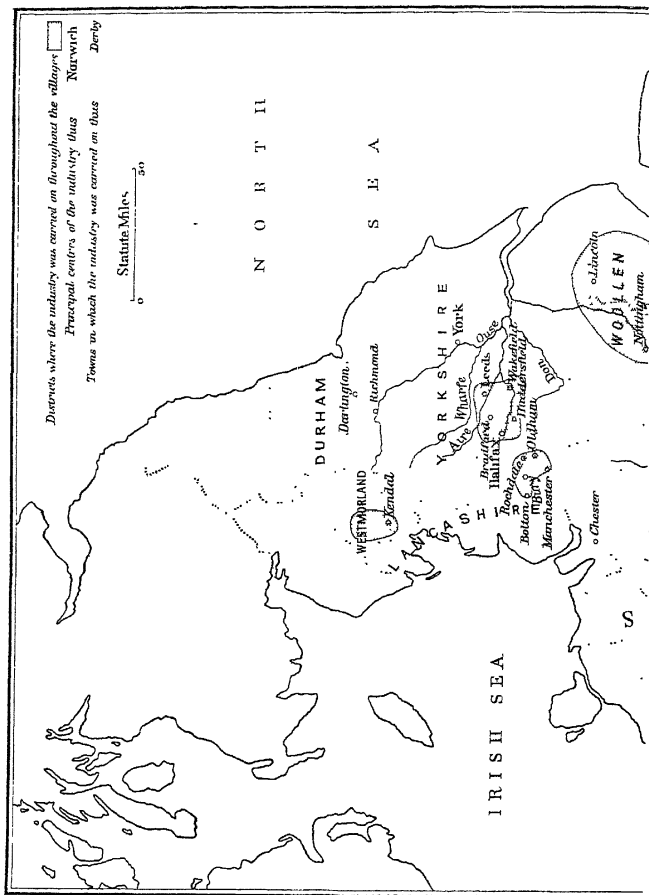 Districts where the industry was carried on throughout the villages
Principal centers of the industry thus Norwich
Towns in which the industry was carried on thus Derby
Statute Miles
0 50
NORTH
SEA
DURHAM
Darlington
Richmond
WESTMORLAND
Kendal
YORKSHIRE
York
Ouse
Wharfe
Aire
Leeds
Bradford
Halifax
Wakefield
Huddersfield
Don
LANCASHIRE
Rochdale
Oldham
Bolton
Bury
Manchester
Chester
Lincoln
WOOLLEN
Nottingham
IRISH SEA
S